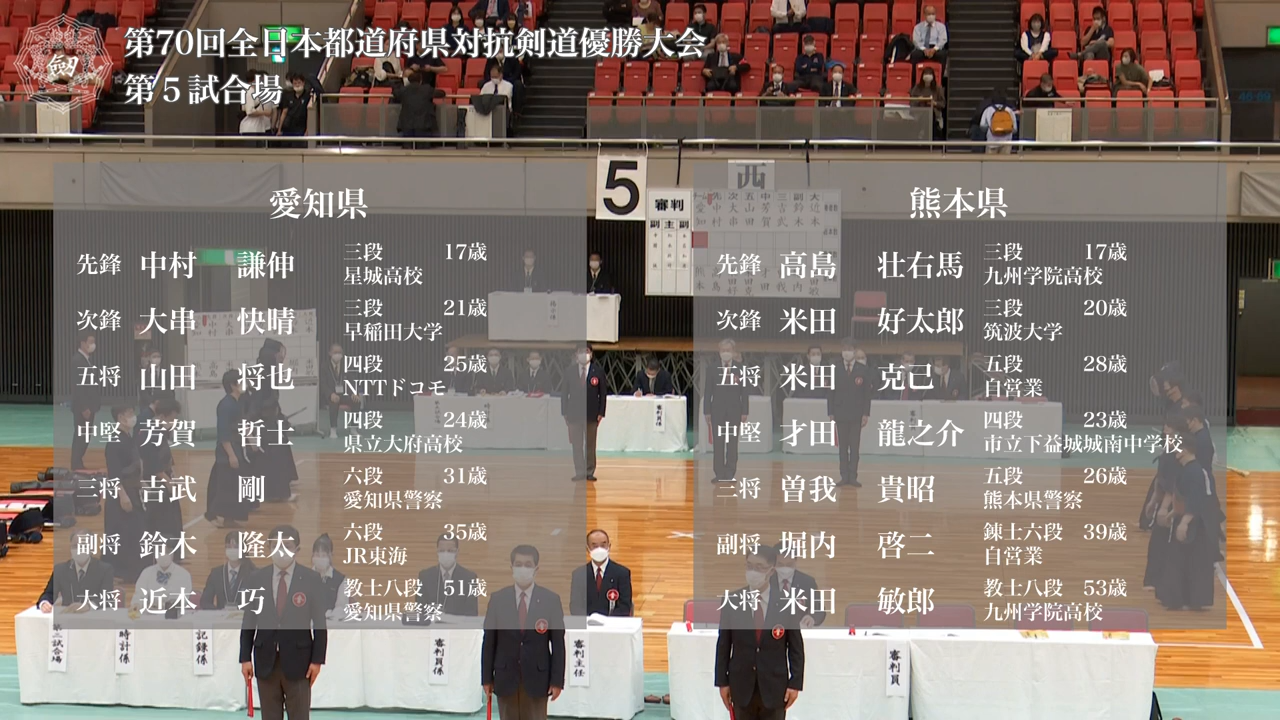 第70回全日本都道府県対抗剣道優勝大会
第5試合場
愛知県
先鋒 中村 謙伸 三段 17歳
星城高校
次鋒 大串 快晴 三段 21歳
早稲田大学
五将 山田 将也 四段 25歳
NTTドコモ
中堅 芳賀 哲士 四段 24歳
県立大府高校
三将 吉武 剛 六段 31歳
愛知県警察
副将 鈴木 隆太 六段 35歳
JR東海
大将 近本 巧 教士八段 51歳
愛知県警察
熊本県
先鋒 高島 壮右馬 三段 17歳
九州学院高校
次鋒 米田 好太郎 三段 20歳
筑波大学
五将 米田 克己 五段 28歳
自営業
中堅 才田 龍之介 四段 23歳
市立下益城城南中学校
三将 曽我 貴昭 五段 26歳
熊本県警察
副将 堀内 啓二 錬士六段 39歳
自営業
大将 米田 敏郎 教士八段 53歳
九州学院高校
5
西
審判
副 主 副
審判員係
時計係
記録係
審判員係
審判主任
審判員